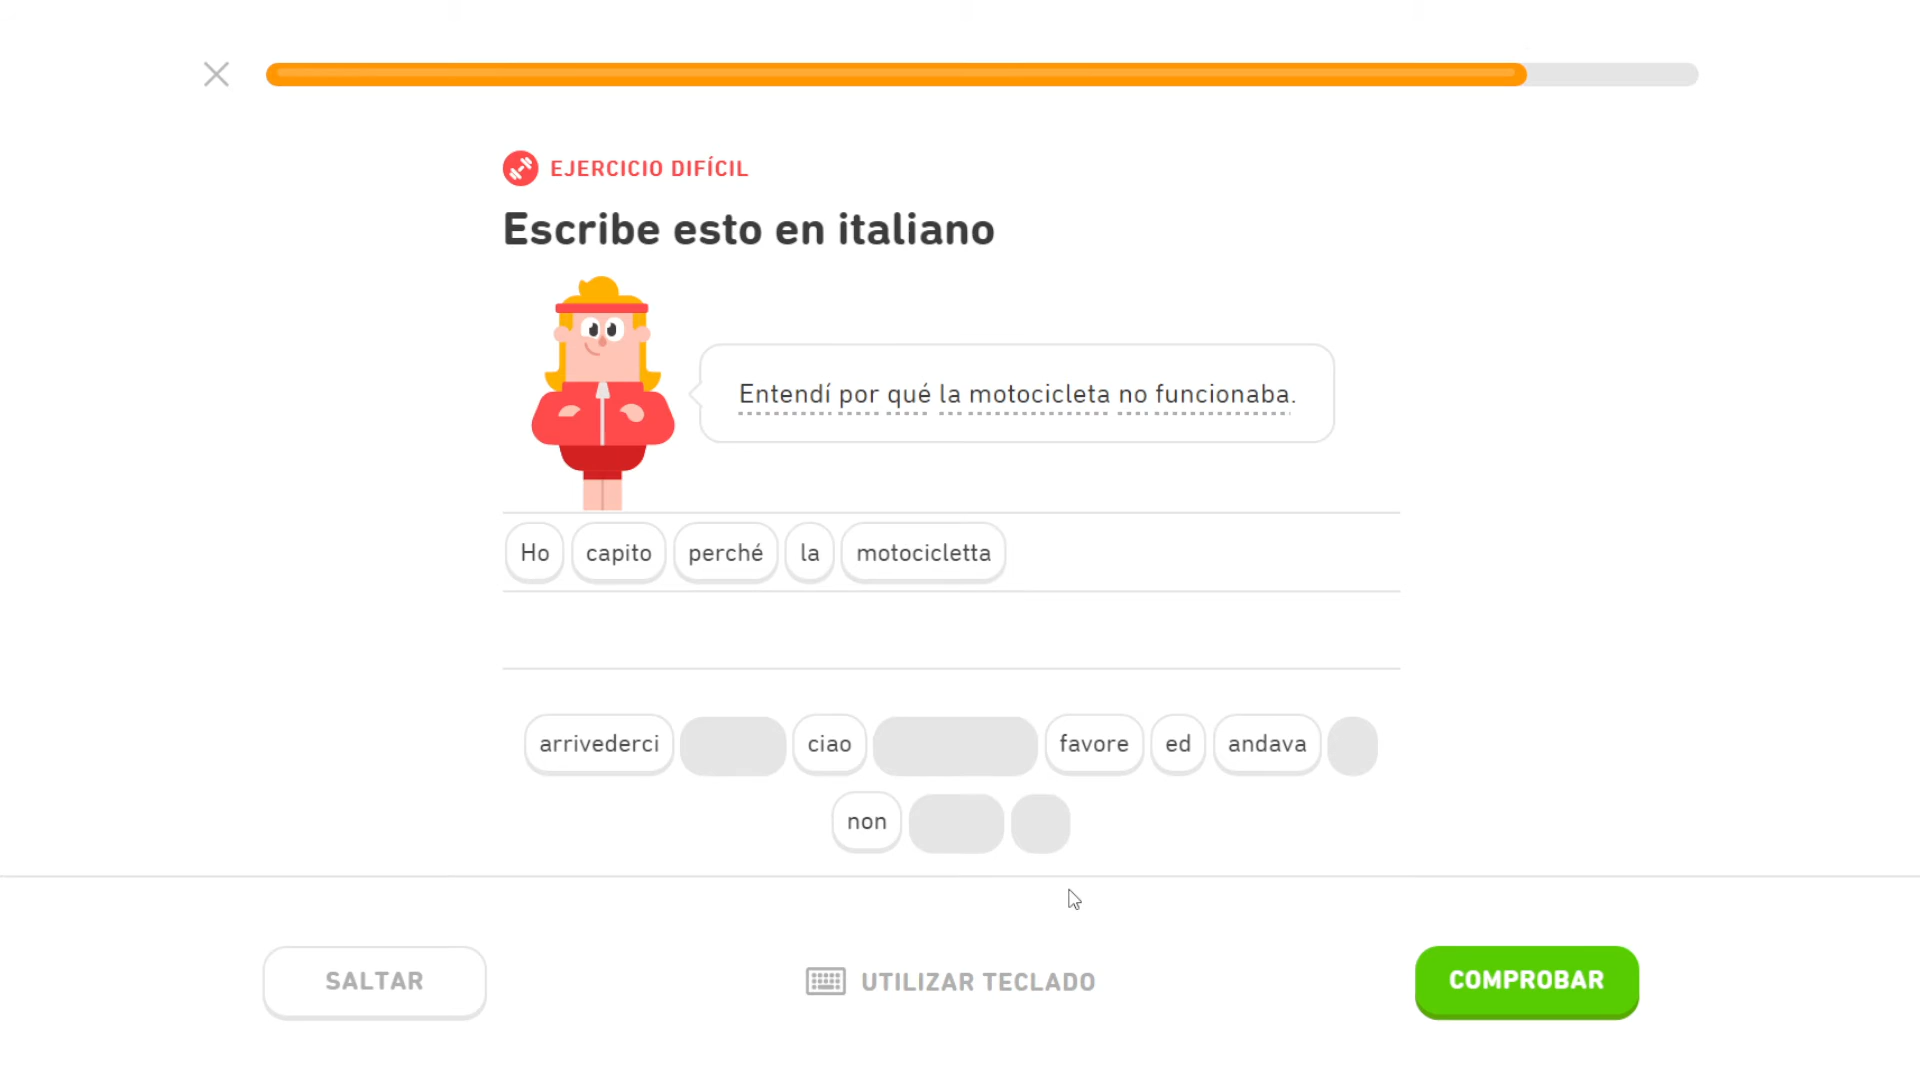 EJERCICIO DIFÍCIL
Escribe esto en italiano
Entendí por qué la motocicleta no funcionaba.
Ho capito perché la motocicletta
arrivederci ciao favore ed andava
non
SALTAR UTILIZAR TECLADO COMPROBAR